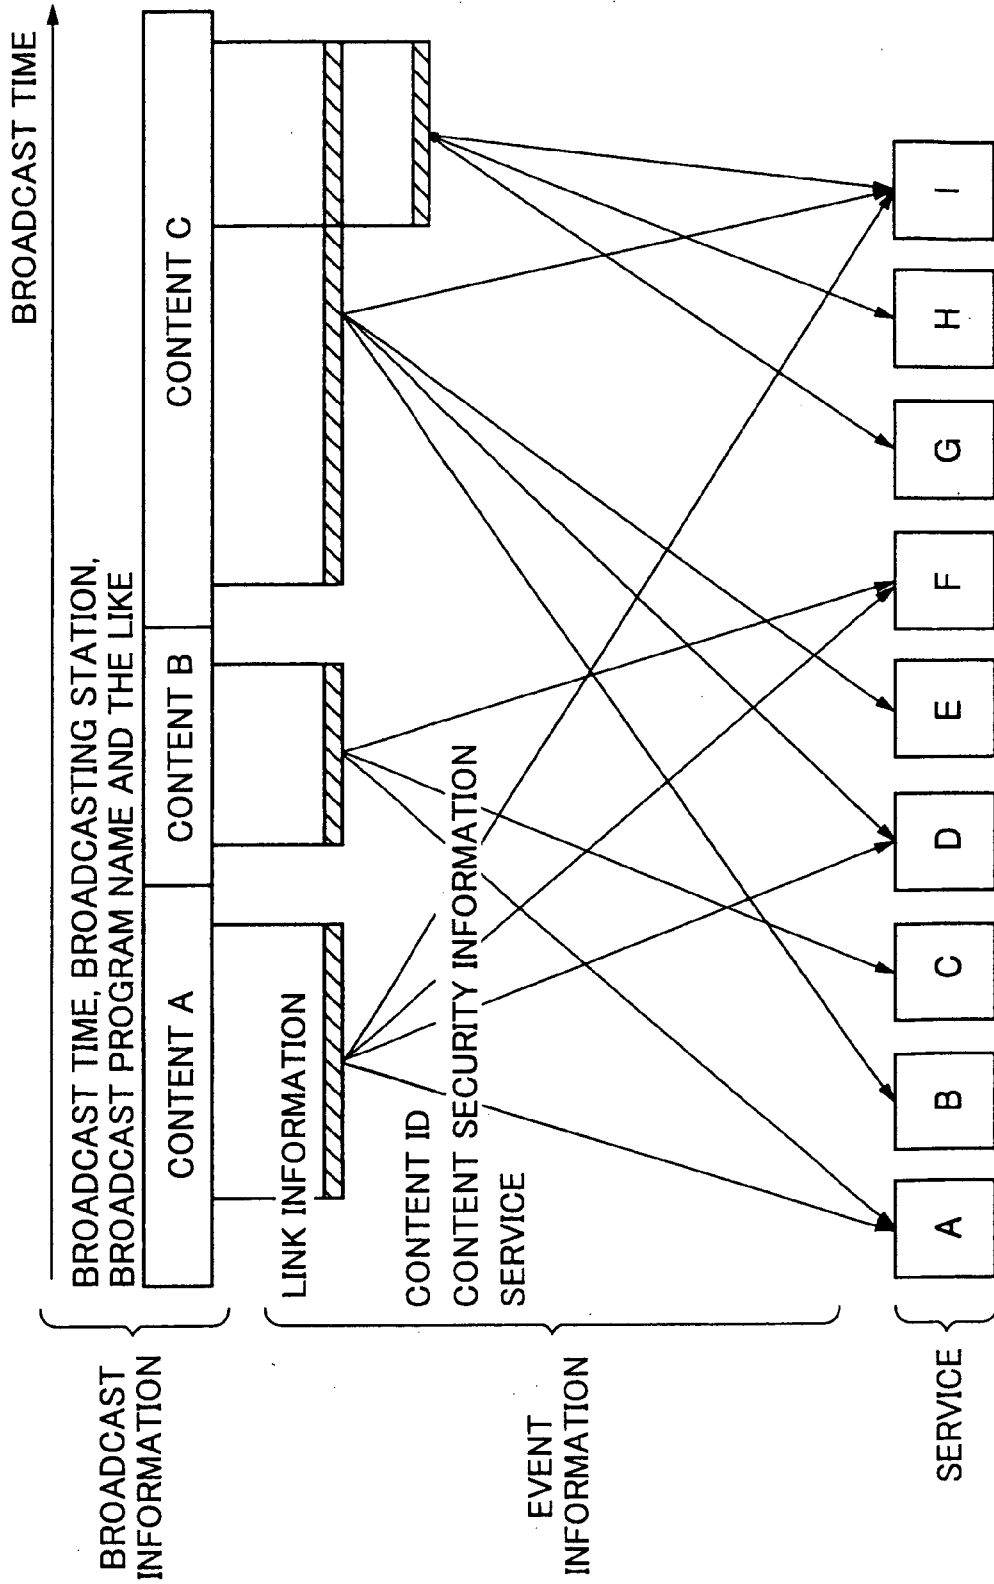 BROADCAST TIME
BROADCAST TIME, BROADCASTING STATION,
BROADCAST PROGRAM NAME AND THE LIKE
BROADCAST
INFORMATION
CONTENT A
CONTENT B
CONTENT C
LINK INFORMATION
EVENT
INFORMATION
CONTENT ID
CONTENT SECURITY INFORMATION
SERVICE
SERVICE
A
B
C
D
E
F
G
H
I